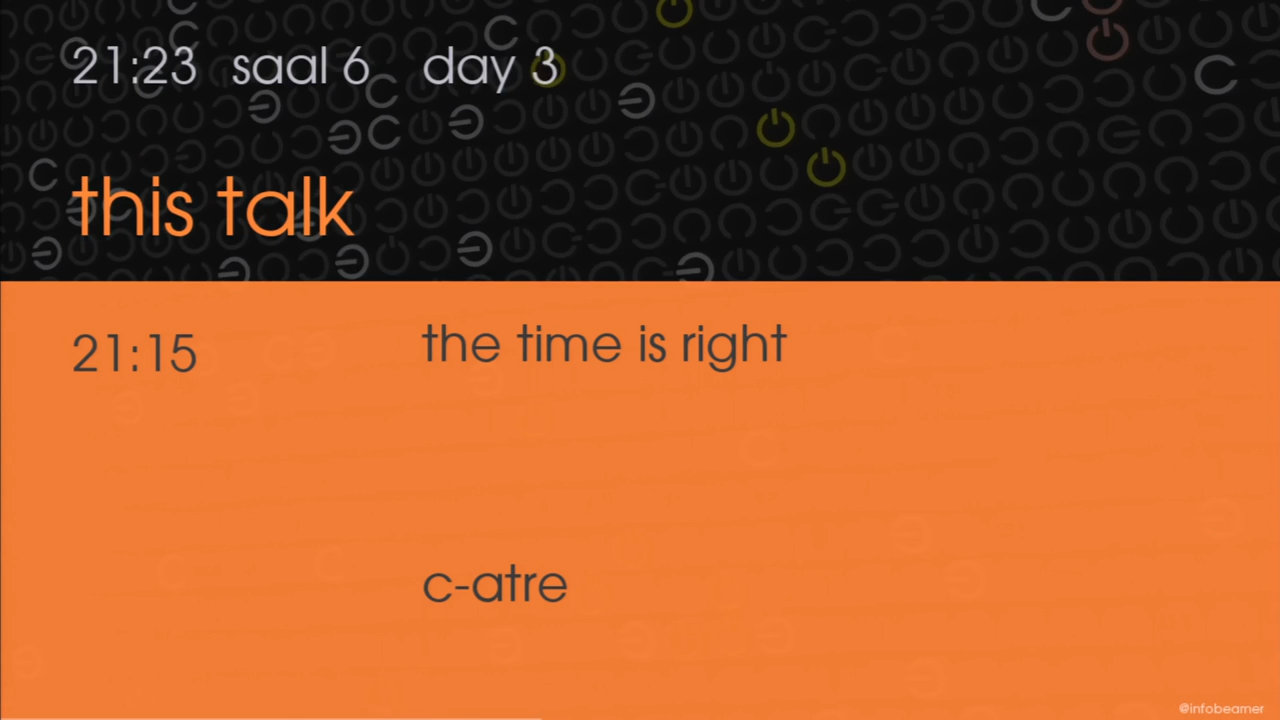 21:23 saal 6 day 3
this talk
21:15 the time is right
c-atre
@infobeamer